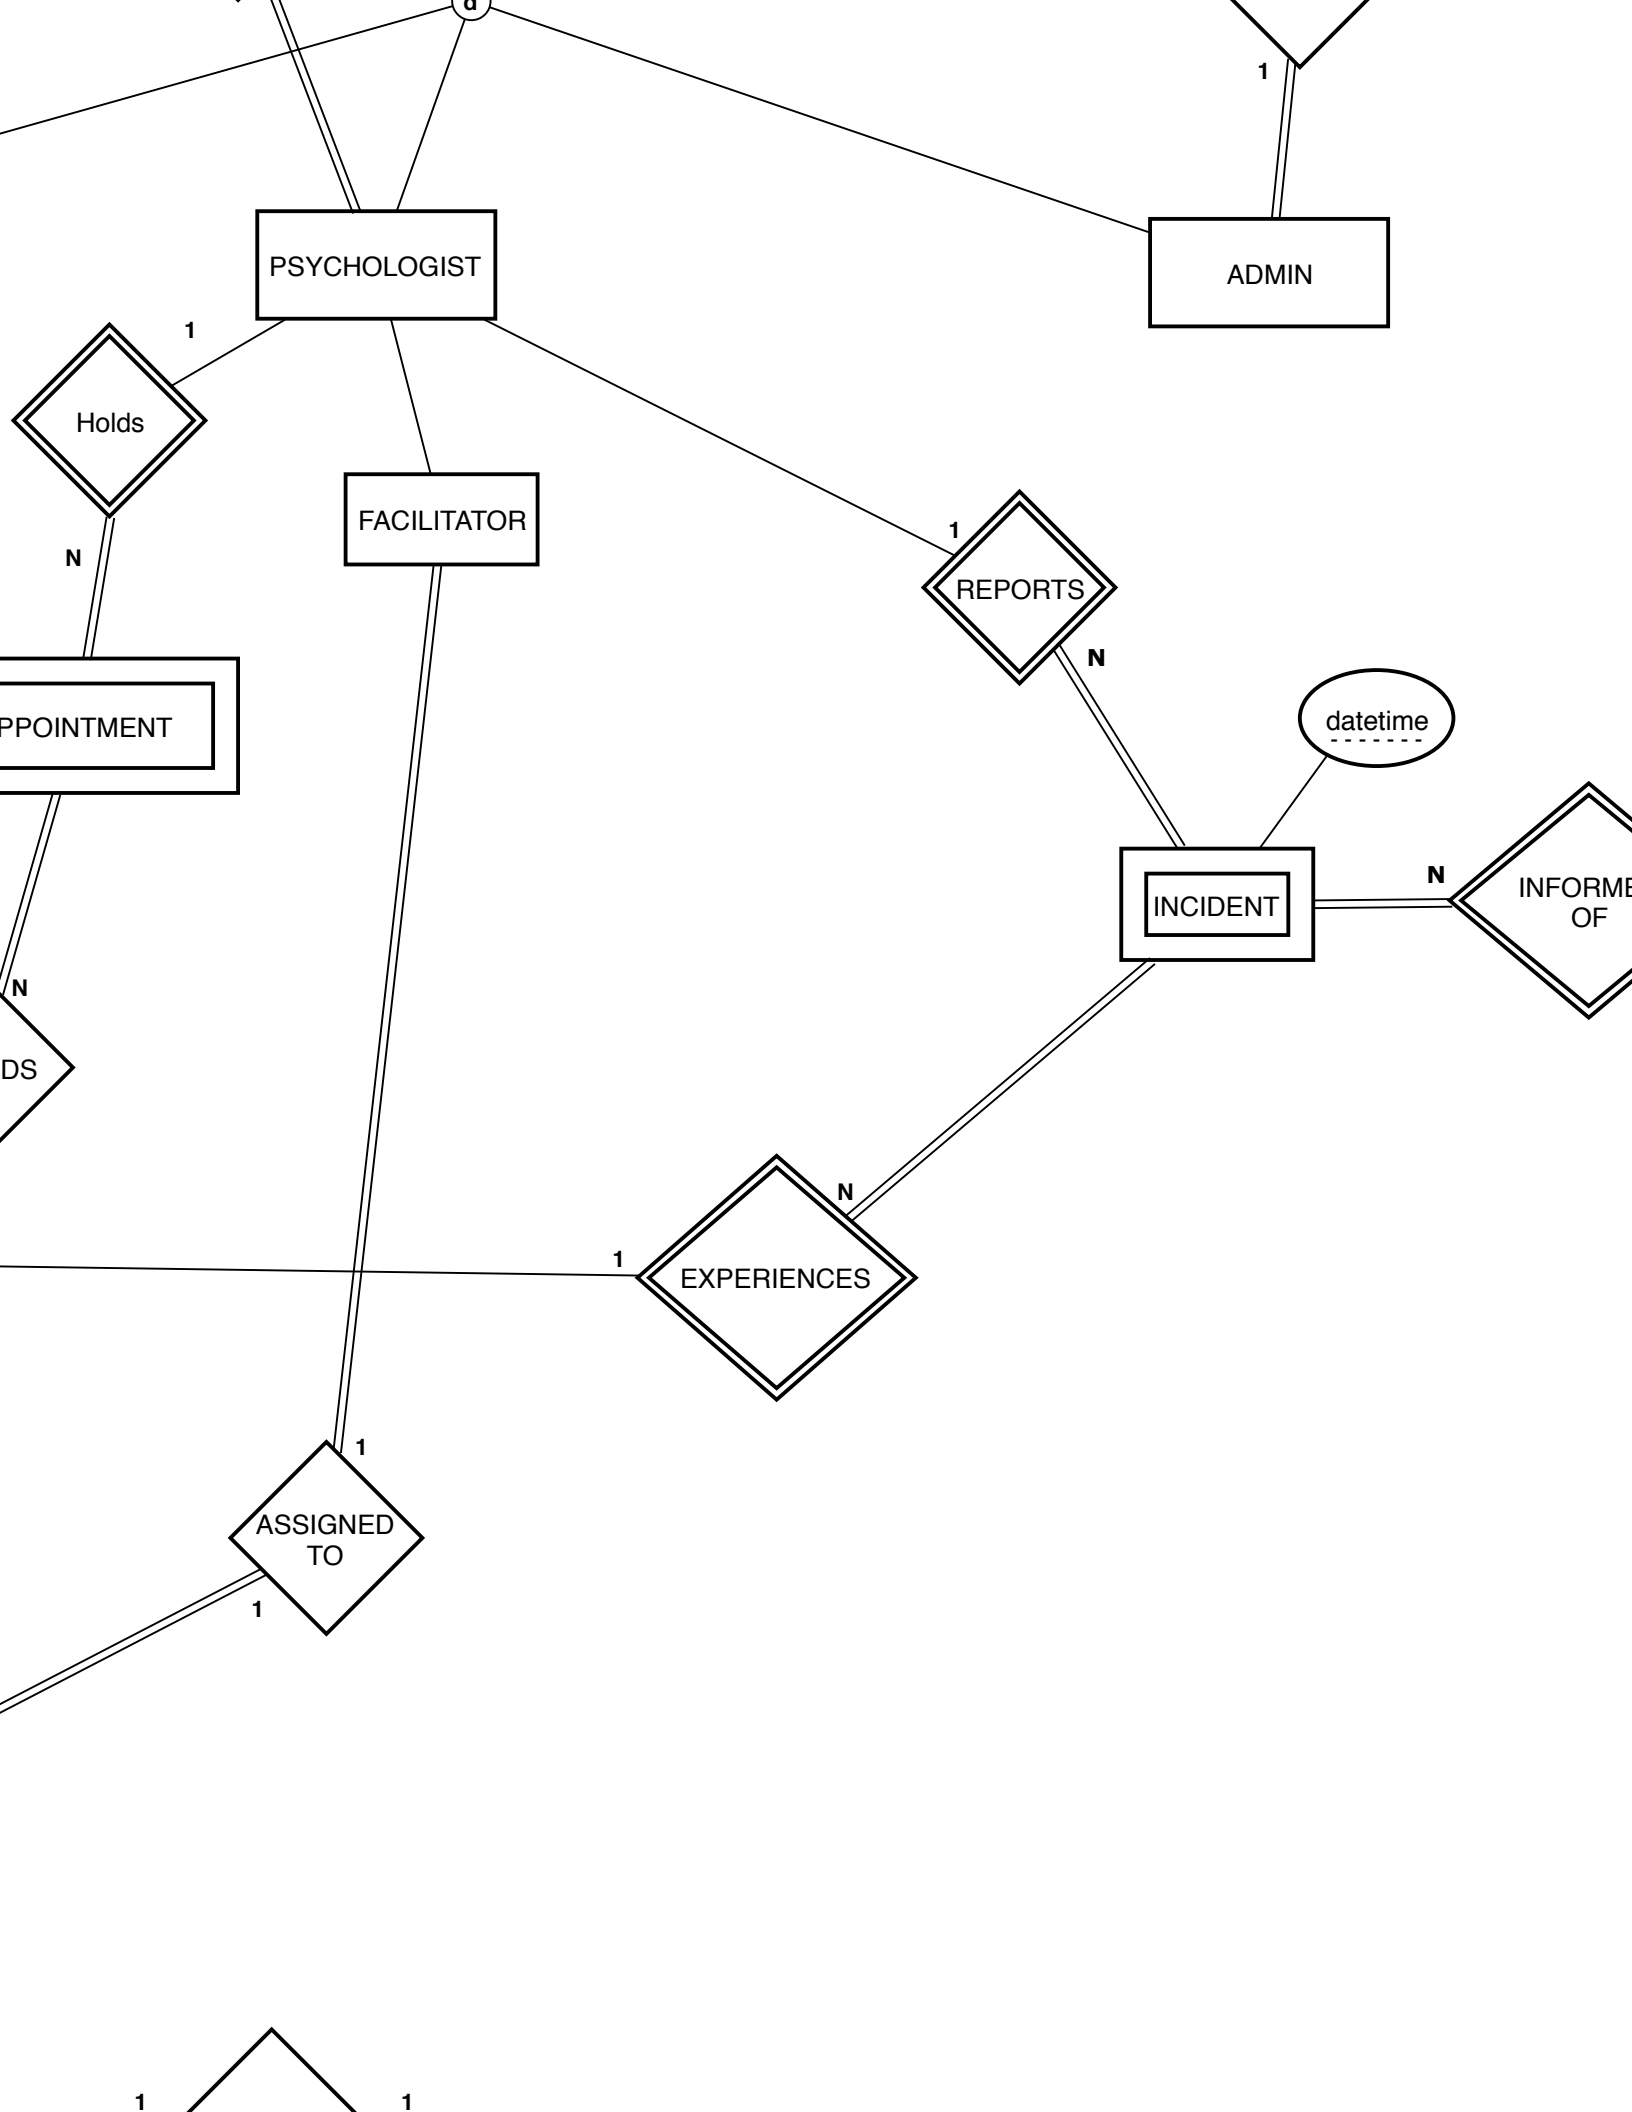 d
1
PSYCHOLOGIST
ADMIN
1
Holds
FACILITATOR
1
N
REPORTS
N
datetime
PPOINTMENT
N
INFORME
OF
INCIDENT
N
DS
N
1
EXPERIENCES
1
ASSIGNED
TO
1
1
1